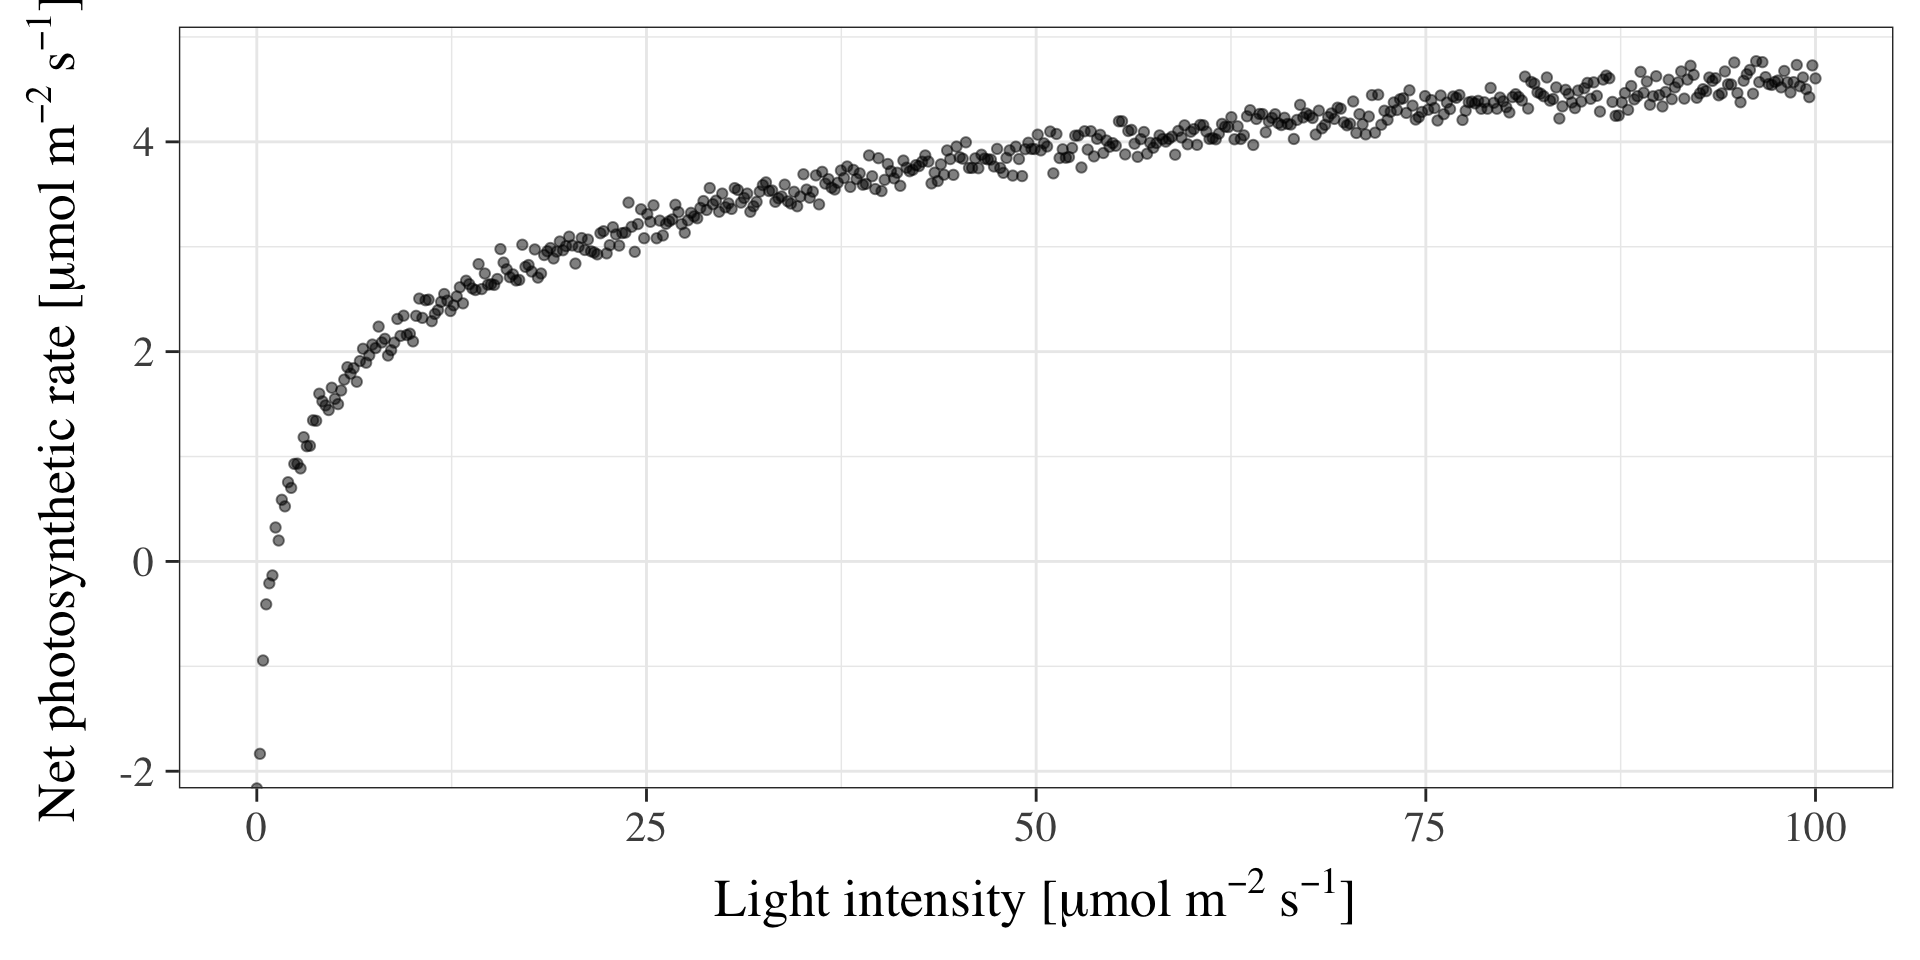 Net photosynthetic rate [μmol m⁻² s⁻¹]
4
2
0
-2
0 25 50 75 100
Light intensity [μmol m⁻² s⁻¹]